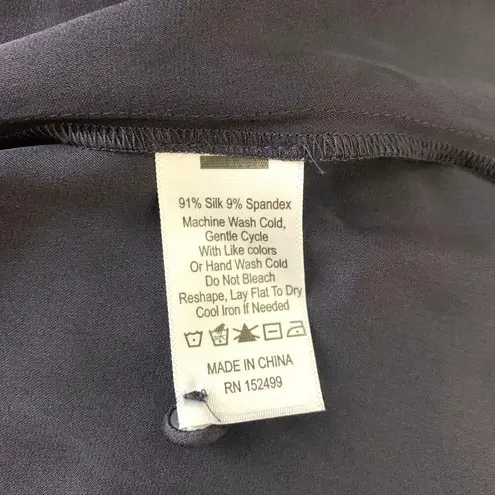 91% Silk 9% Spandex
Machine Wash Cold,
Gentle Cycle
With Like colors
Or Hand Wash Cold
Do Not Bleach
Reshape, Lay Flat To Dry
Cool Iron If Needed
MADE IN CHINA
RN 152499